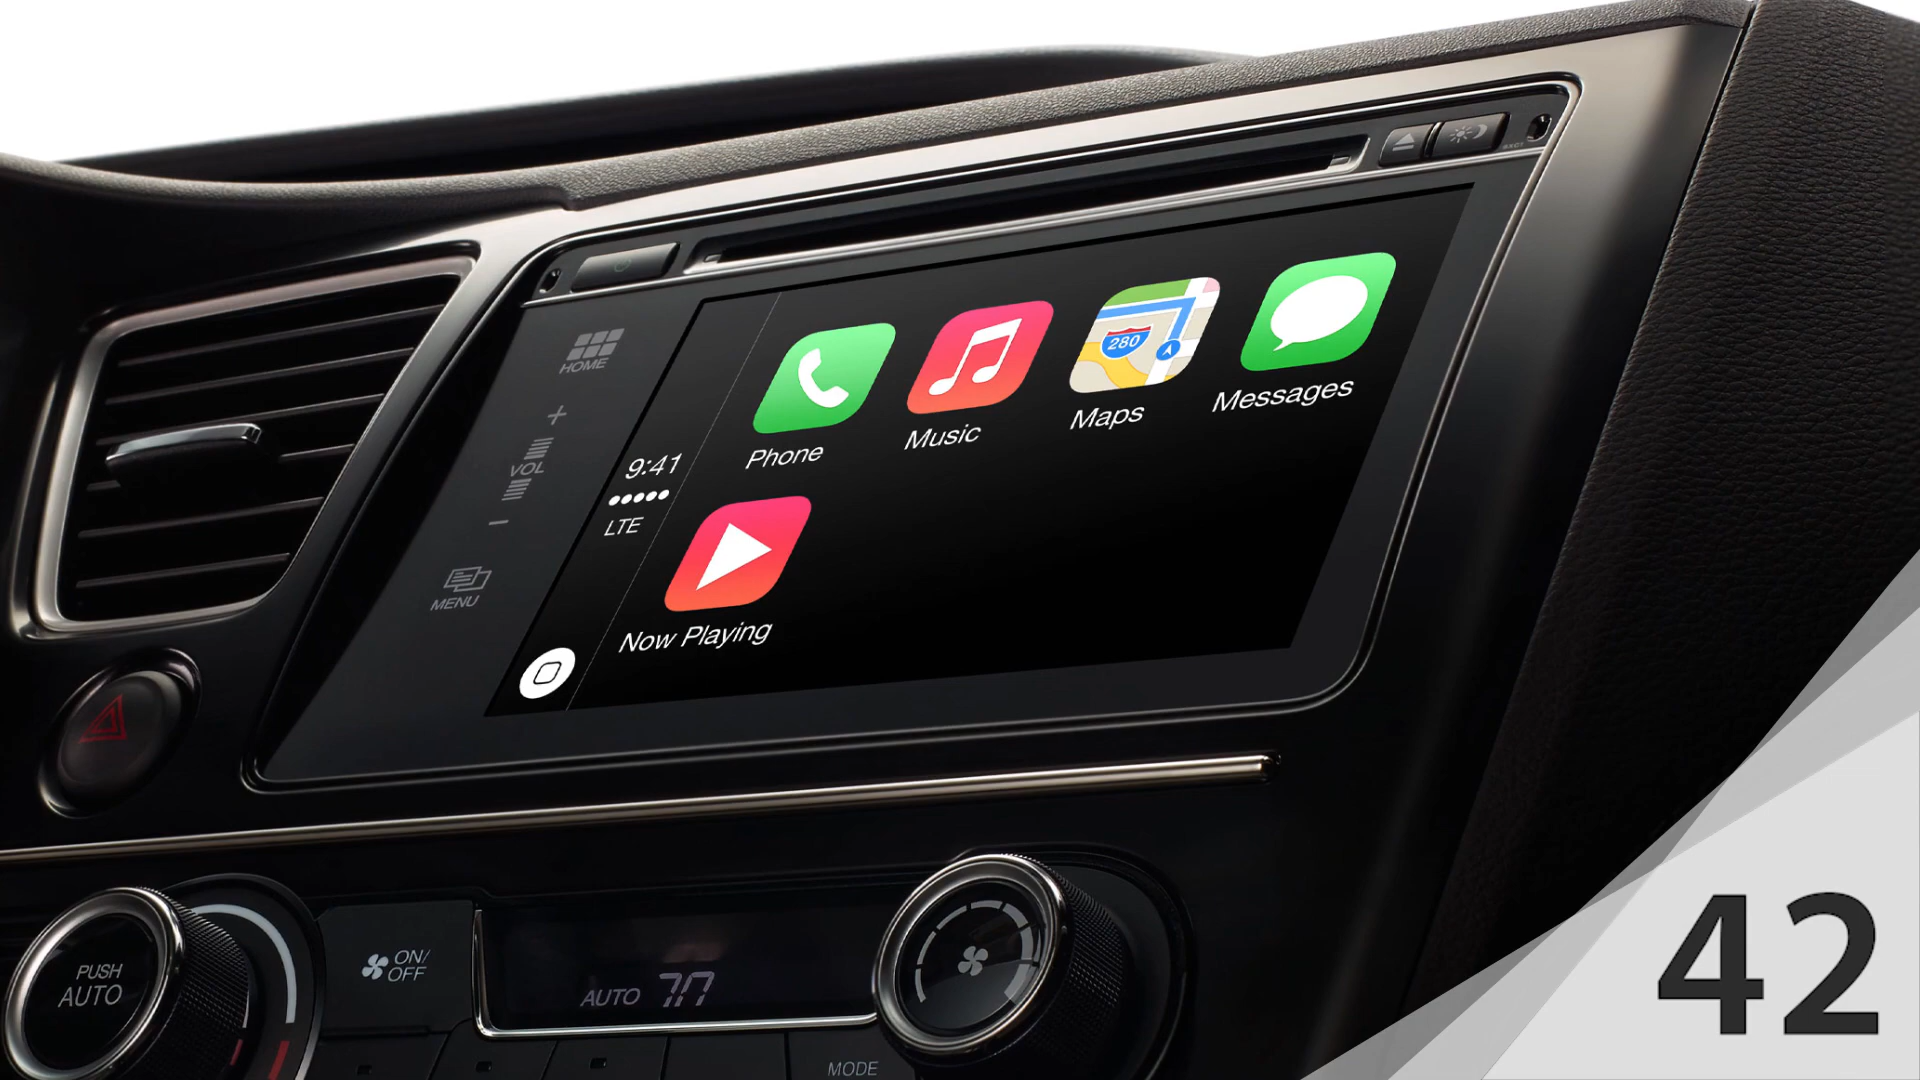 HOME
+
VOL
−
MENU
9:41
LTE
Phone
Music
280
Maps
Messages
Now Playing
PUSH
AUTO
ON/
OFF
AUTO
MODE
42